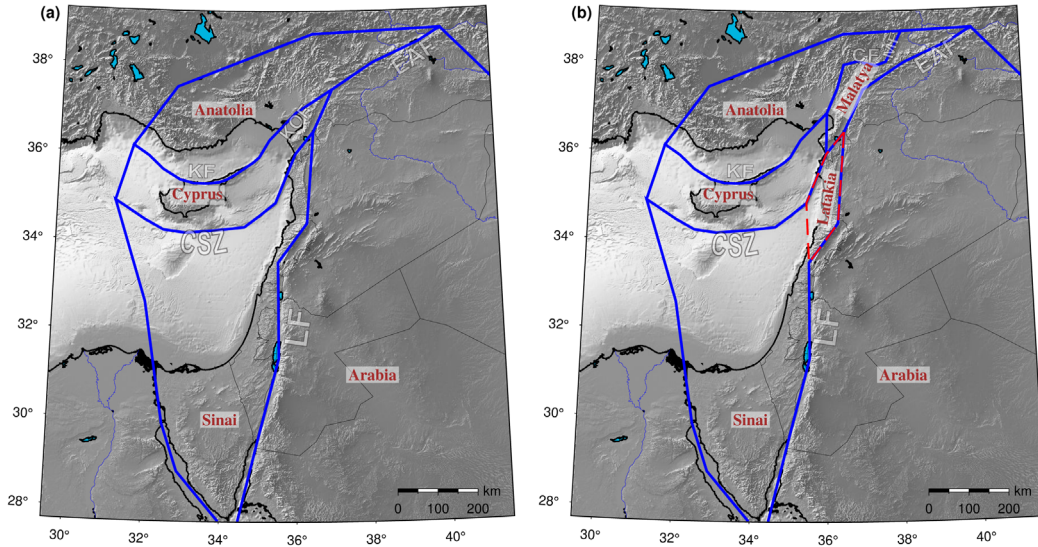 (a)
(b)
38°
36°
34°
32°
30°
28°
30°
32°
34°
36°
38°
40°
Anatolia
EAF
KF
Cyprus
CSZ
LF
Arabia
Sinai
km
0 100 200
38°
36°
34°
32°
30°
28°
30°
32°
34°
36°
38°
40°
EAF
Malatya
Anatolia
KF
Cyprus
Latakia
CSZ
LF
Arabia
Sinai
km
0 100 200